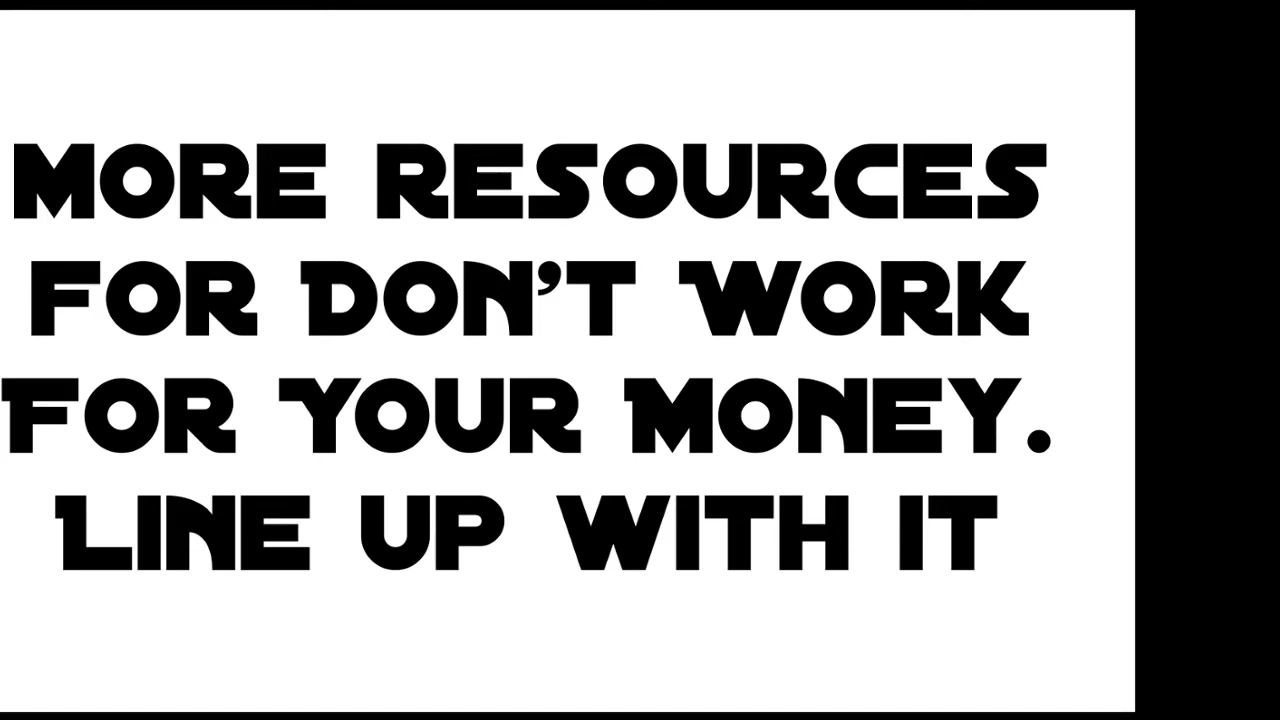 MORE RESOURCES
FOR DON'T WORK
FOR YOUR MONEY.
LINE UP WITH IT